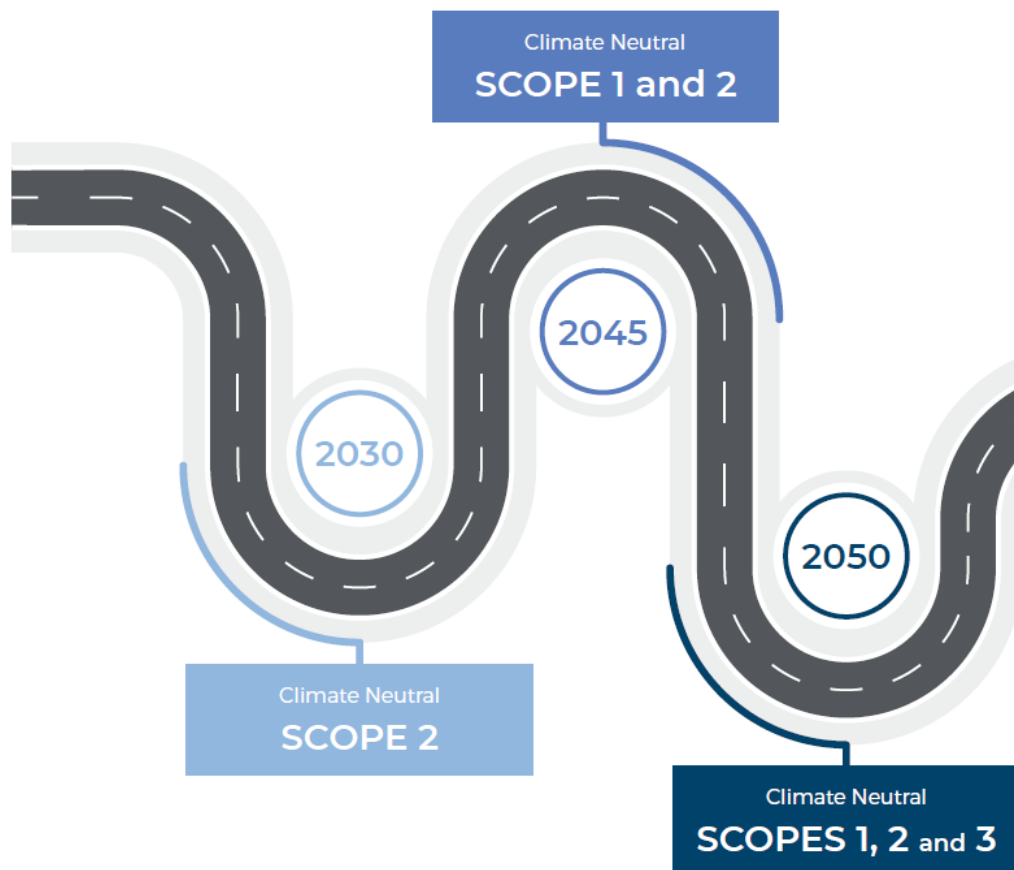 Climate Neutral
SCOPE 1 and 2
2045
2030
2050
Climate Neutral
SCOPE 2
Climate Neutral
SCOPES 1, 2 and 3